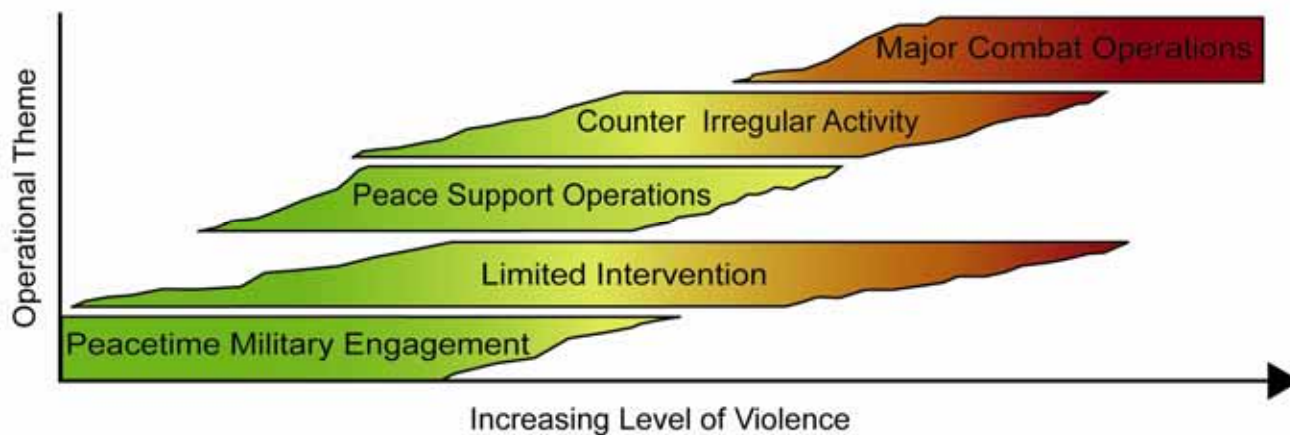 Operational Theme
Major Combat Operations
Counter Irregular Activity
Peace Support Operations
Limited Intervention
Peacetime Military Engagement
Increasing Level of Violence